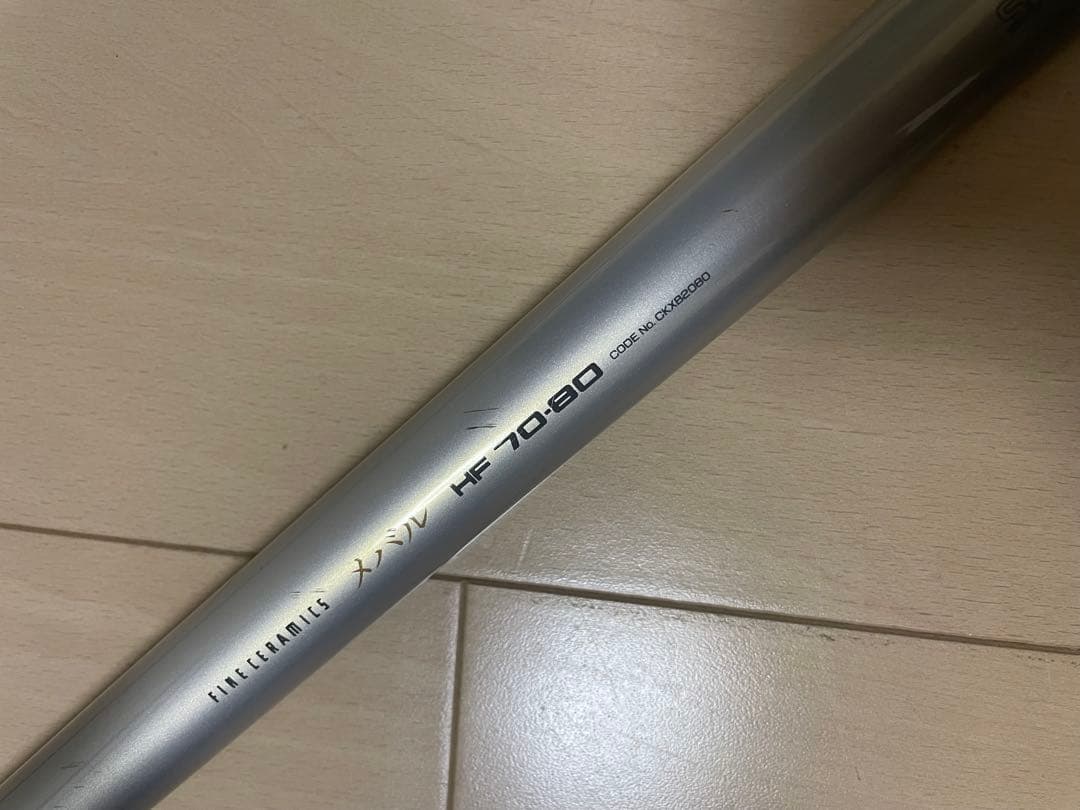 FINECERAMICS メバル HF 70-80 CODE No. CKXB2080